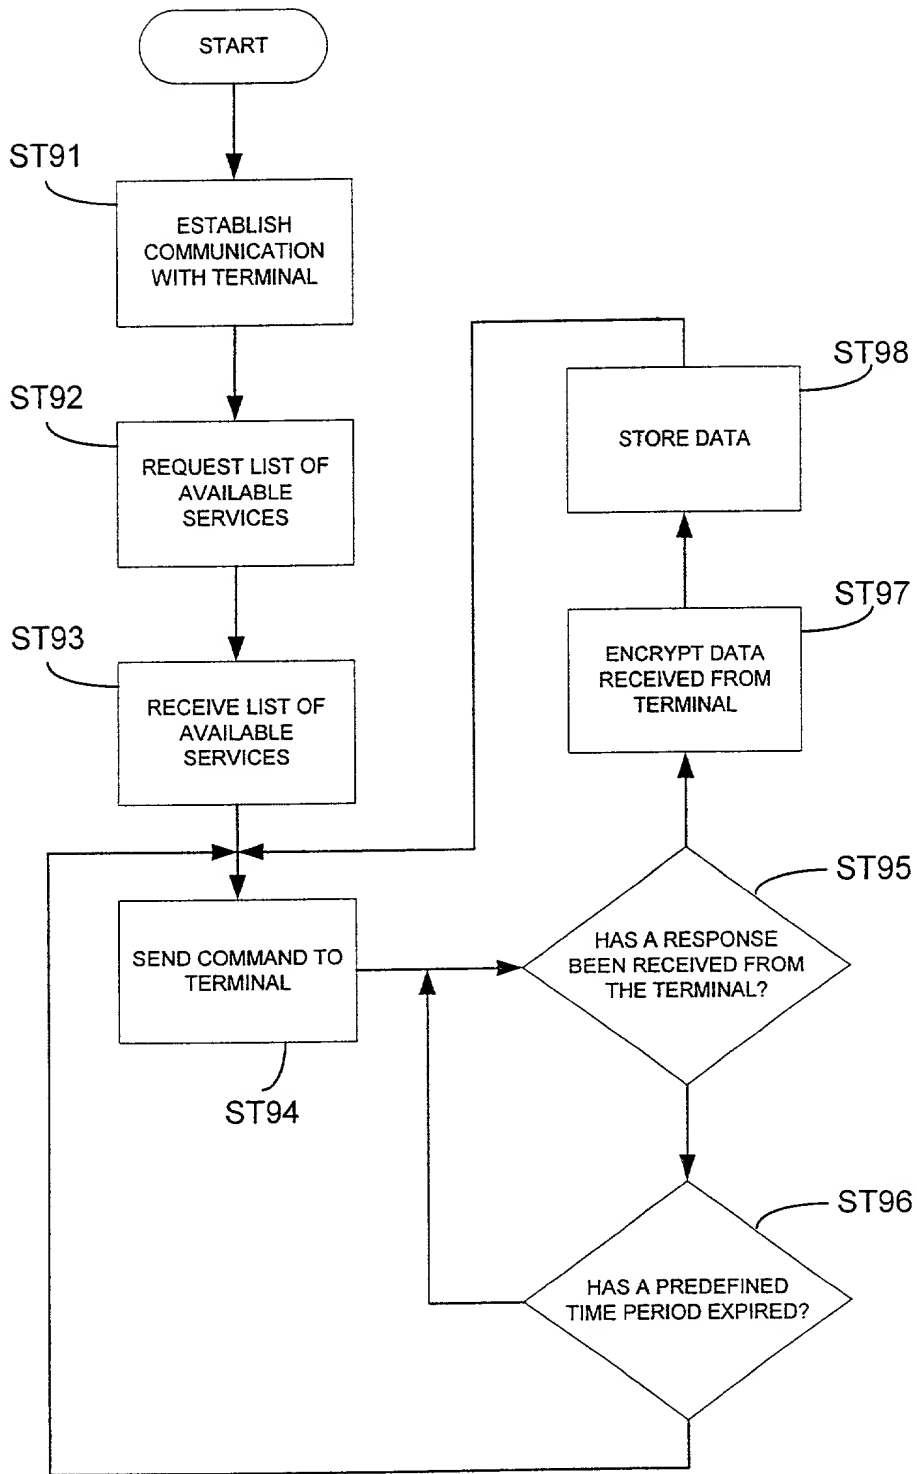 START
ST91
ESTABLISH
COMMUNICATION
WITH TERMINAL
ST92
REQUEST LIST OF
AVAILABLE
SERVICES
ST93
RECEIVE LIST OF
AVAILABLE
SERVICES
SEND COMMAND TO
TERMINAL
ST94
ST98
STORE DATA
ST97
ENCRYPT DATA
RECEIVED FROM
TERMINAL
ST95
HAS A RESPONSE
BEEN RECEIVED FROM
THE TERMINAL?
ST96
HAS A PREDEFINED
TIME PERIOD EXPIRED?